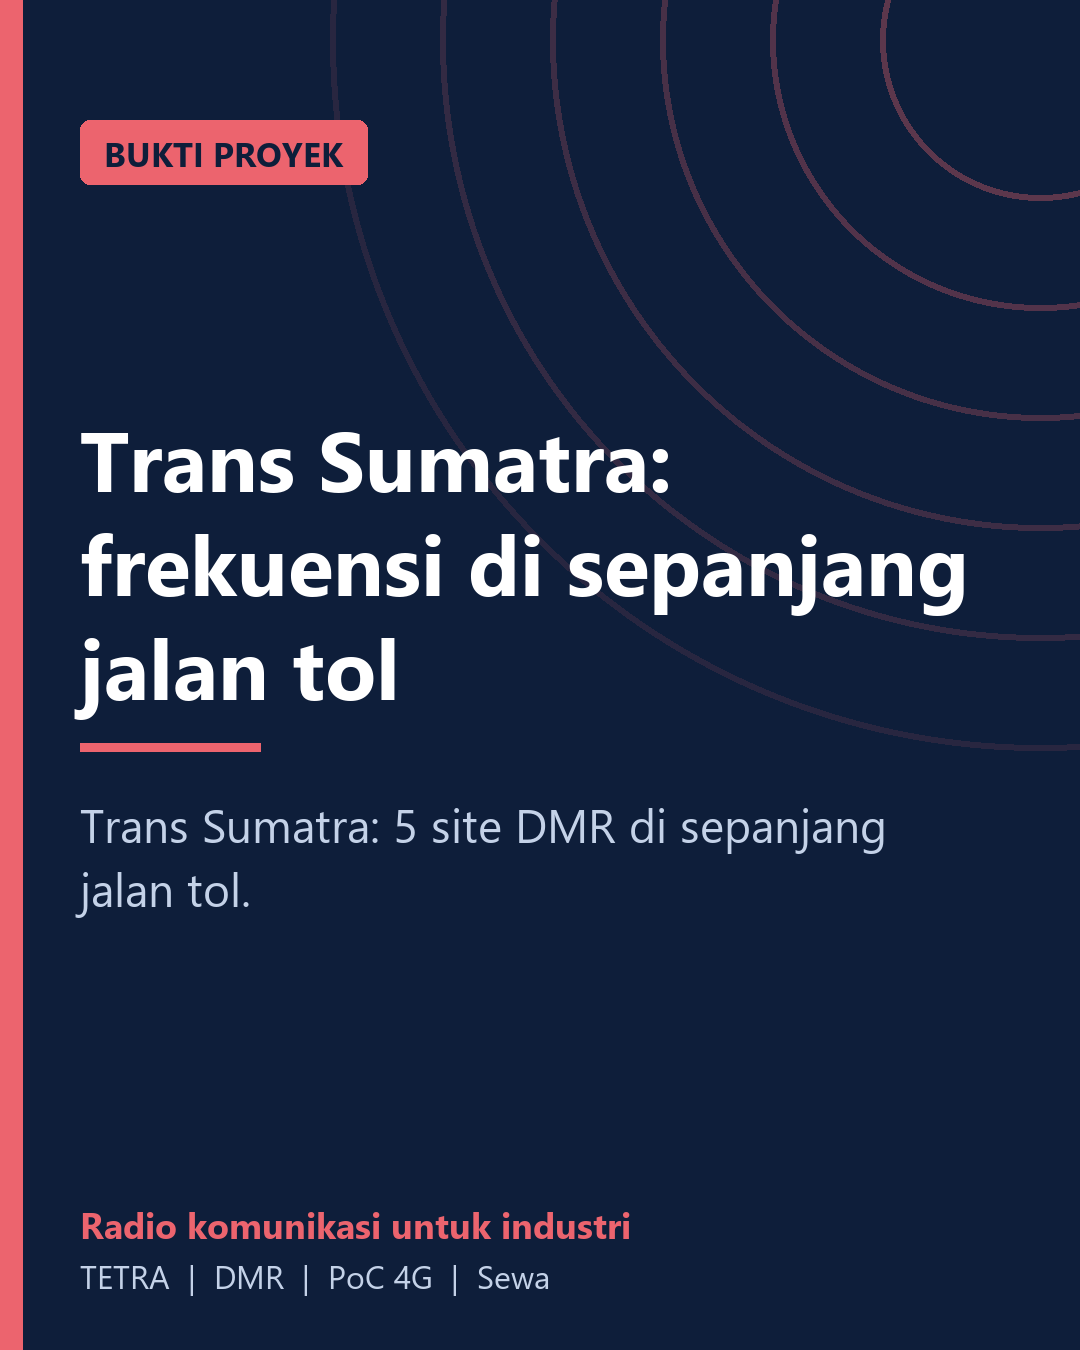 BUKTI PROYEK
Trans Sumatra:
frekuensi di sepanjang
jalan tol
Trans Sumatra: 5 site DMR di sepanjang
jalan tol.
Radio komunikasi untuk industri
TETRA | DMR | PoC 4G | Sewa